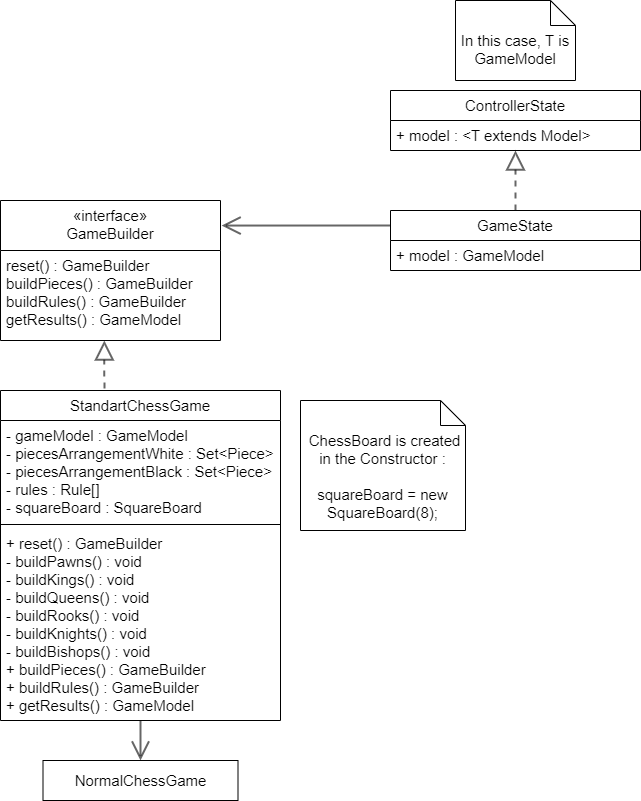 In this case, T is
GameModel
ControllerState
+ model : <T extends Model>
GameState
+ model : GameModel
«interface»
GameBuilder
reset() : GameBuilder
buildPieces() : GameBuilder
buildRules() : GameBuilder
getResults() : GameModel
StandartChessGame
- gameModel : GameModel
- piecesArrangementWhite : Set<Piece>
- piecesArrangementBlack : Set<Piece>
- rules : Rule[]
- squareBoard : SquareBoard
+ reset() : GameBuilder
- buildPawns() : void
- buildKings() : void
- buildQueens() : void
- buildRooks() : void
- buildKnights() : void
- buildBishops() : void
+ buildPieces() : GameBuilder
+ buildRules() : GameBuilder
+ getResults() : GameModel
ChessBoard is created
in the Constructor :
squareBoard = new
SquareBoard(8);
NormalChessGame